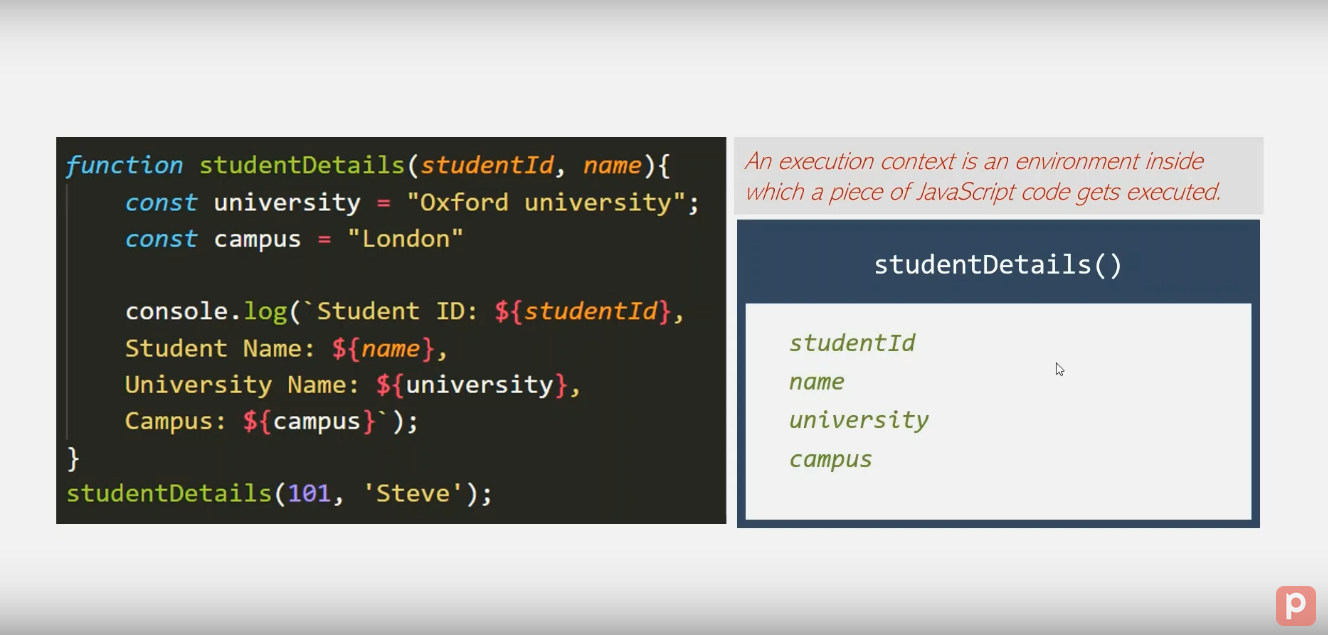 function studentDetails(studentId, name){
const university = "Oxford university";
const campus = "London"
console.log(`Student ID: ${studentId},
Student Name: ${name},
University Name: ${university},
Campus: ${campus}`);
}
studentDetails(101, 'Steve');
An execution context is an environment inside
which a piece of JavaScript code gets executed.
studentDetails()
studentId
name
university
campus
p